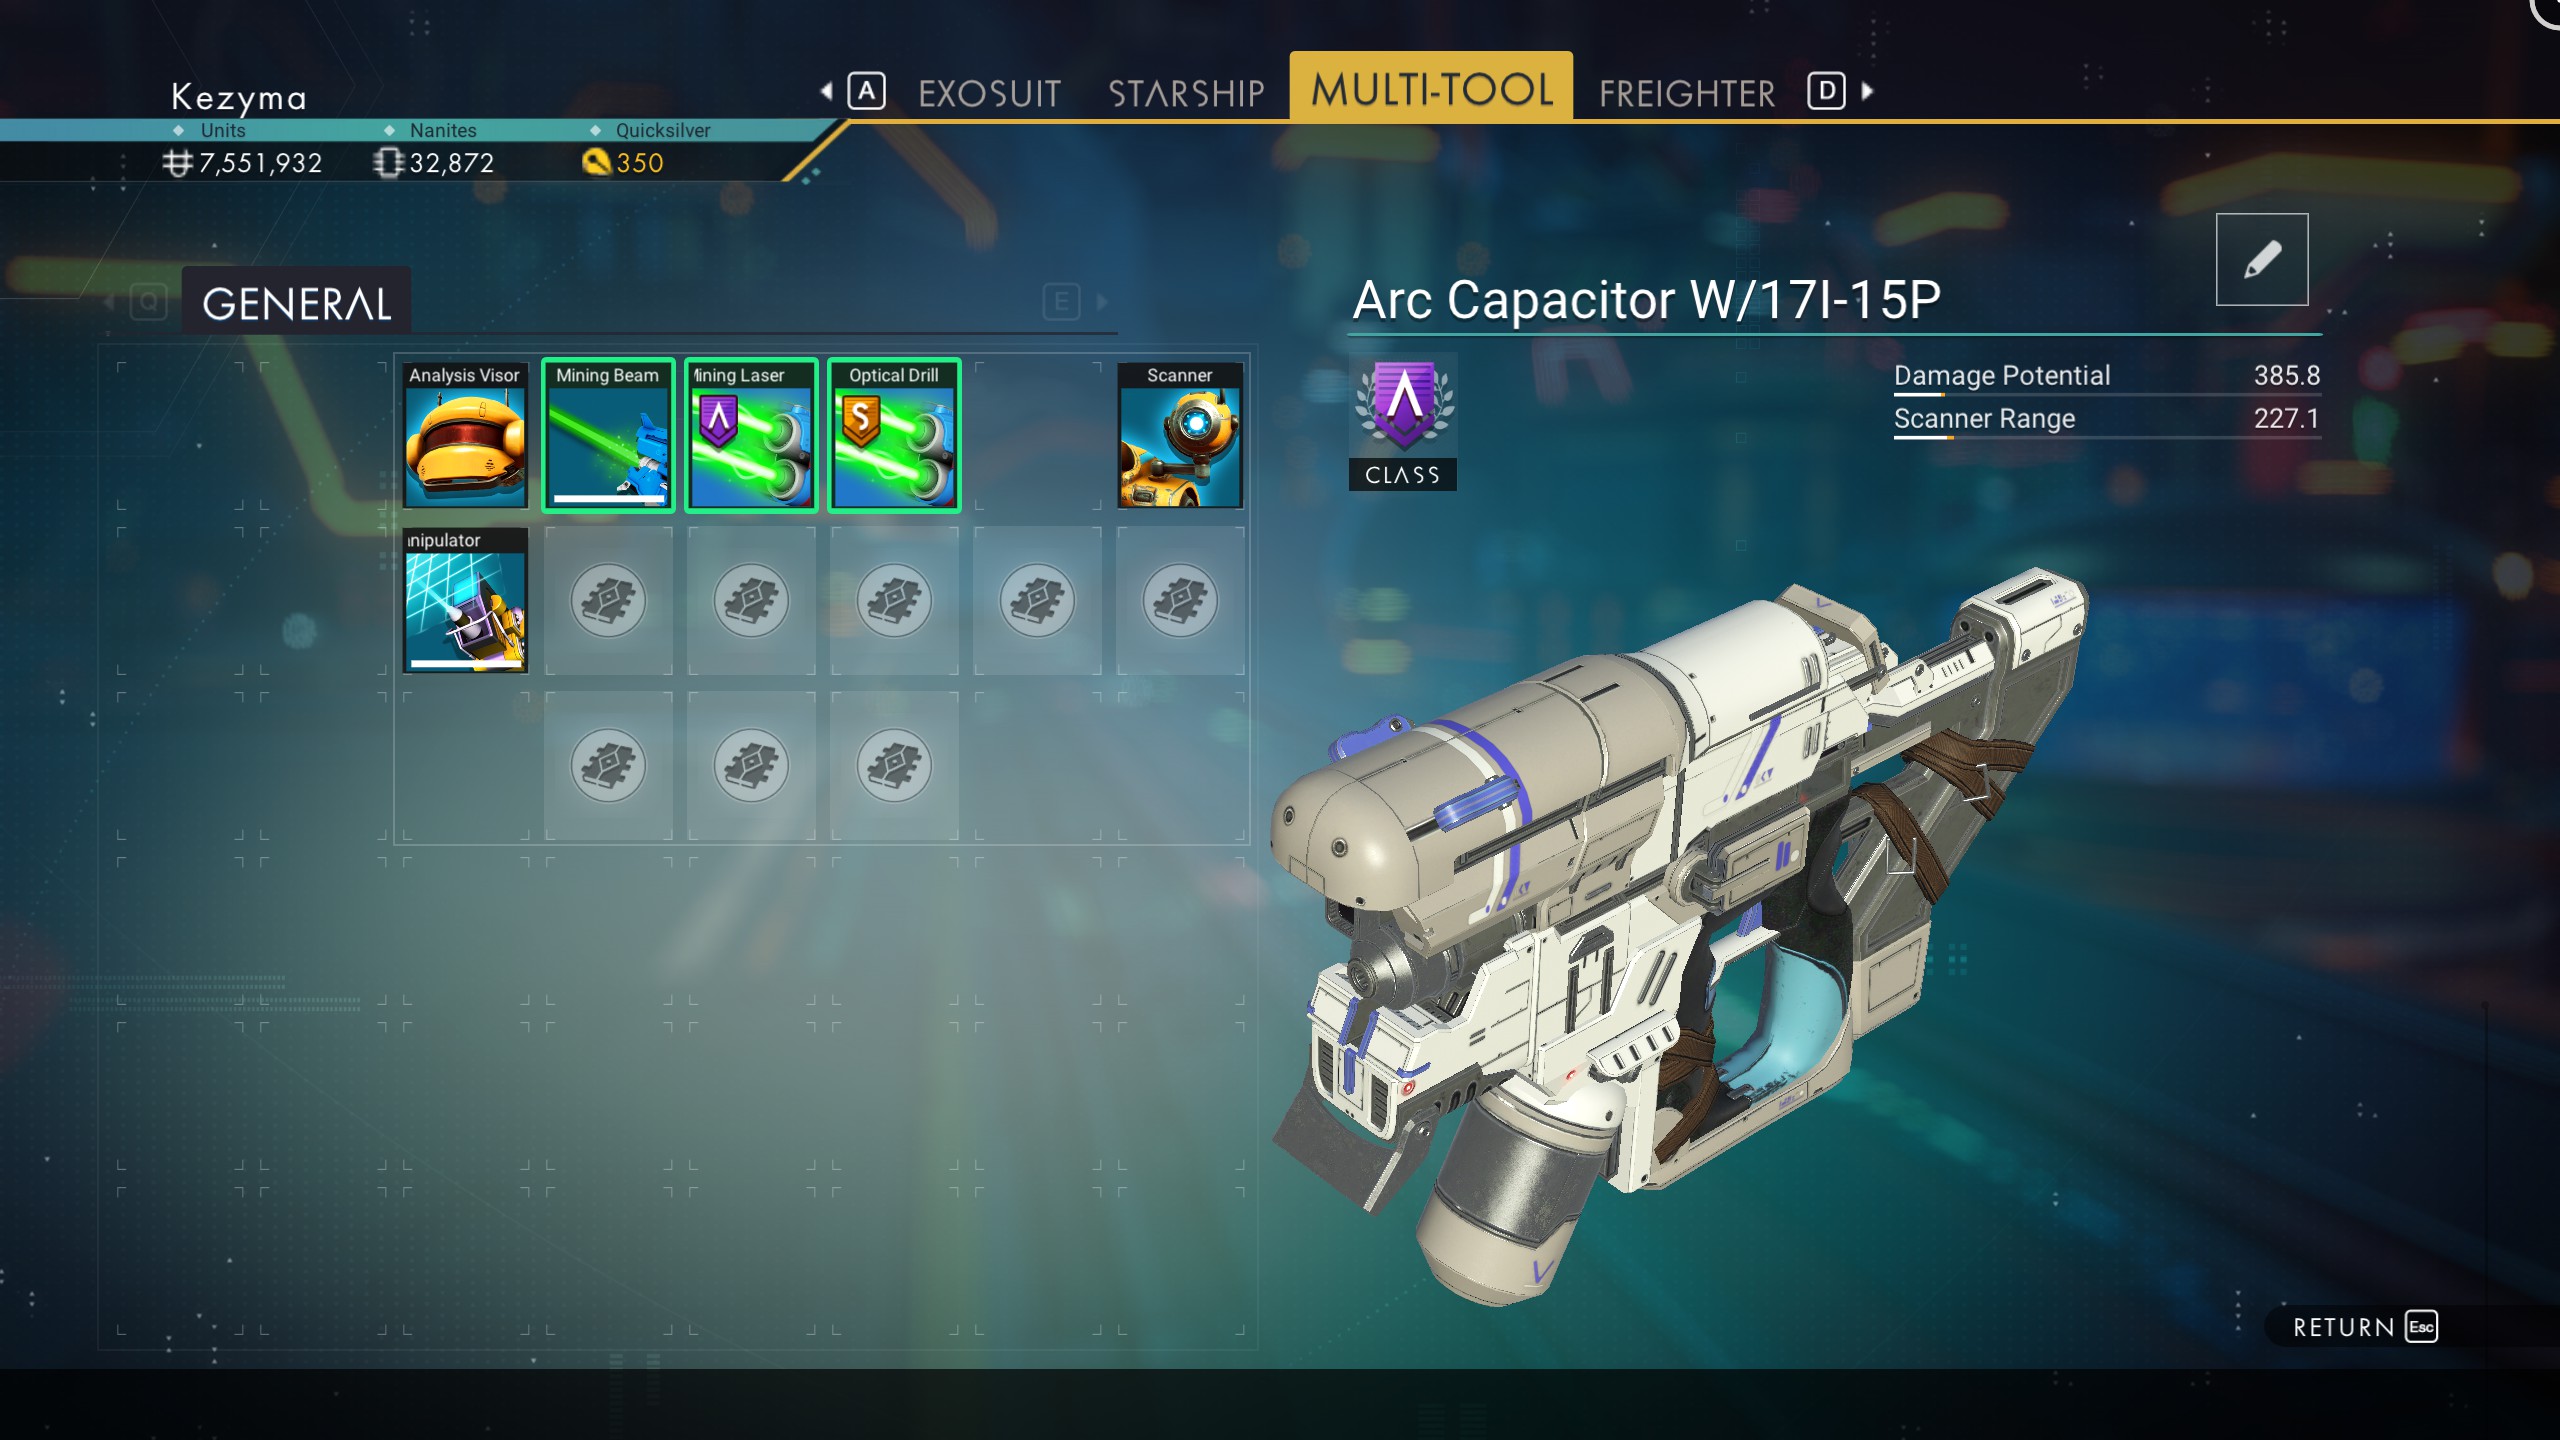 Kezyma
A EXOSUIT STARSHIP MULTI-TOOL FREIGHTER D
Units Nanites Quicksilver
7,551,932 32,872 350
Q GENERAL E
Arc Capacitor W/17I-15P
Analysis Visor Mining Beam Mining Laser Optical Drill Scanner
A S
A
CLASS
Damage Potential 385.8
Scanner Range 227.1
nipulator
RETURN Esc